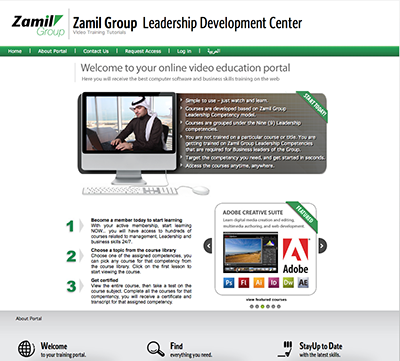 Zamil
Group
Zamil Group Leadership Development Center
Video Training Tutorials
Home
About Portal
Contact Us
Request Access
Log in
العربية
Welcome to your online video education portal
Here you will receive the best computer software and business skills training on the web
START TODAY!
Simple to use - just watch and learn.
Courses are developed based on Zamil Group
Leadership Competency model.
Courses are grouped under the Nine (9) Leadership
competencies.
You are not trained on a particular course or title. You are
getting trained on Zamil Group Leadership Competencies
that are required for Business leaders of the Group.
Target the competency you need, and get started in seconds.
Access the courses anytime, anywhere.
1
Become a member today to start learning
With your active membership, start learning
NOW... you will have access to hundreds of
courses related to management, Leadership and
business skills 24/7.
2
Choose a topic from the course library
Choose one of the assigned competencies, you
can pick any course for that competency from
the course library. Click on the first lesson to
start viewing the course.
3
Get certified
View the entire course, then take a test on the
course subject. Complete all the courses for that
competency, you will receive a certificate and
transcript for that assigned competency.
FEATURED
ADOBE CREATIVE SUITE
Learn digital media creation and editing,
multimedia authoring, and web development.
Adobe
Ps
Fl
Ai
Id
Dw
Ae
view featured courses
About Portal
Welcome
to your training portal.
Find
everything you need.
StayUp to Date
with the latest skills.